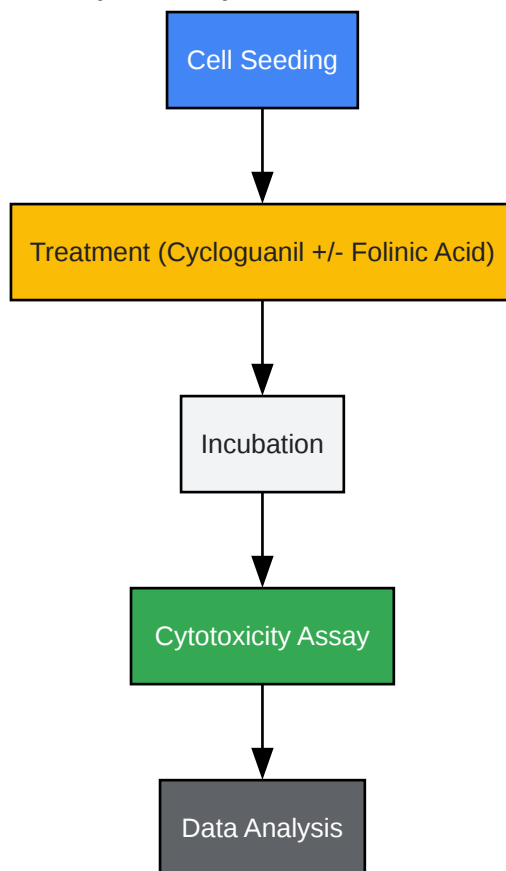 Cell Seeding
Treatment (Cycloguanil +/- Folinic Acid)
Incubation
Cytotoxicity Assay
Data Analysis